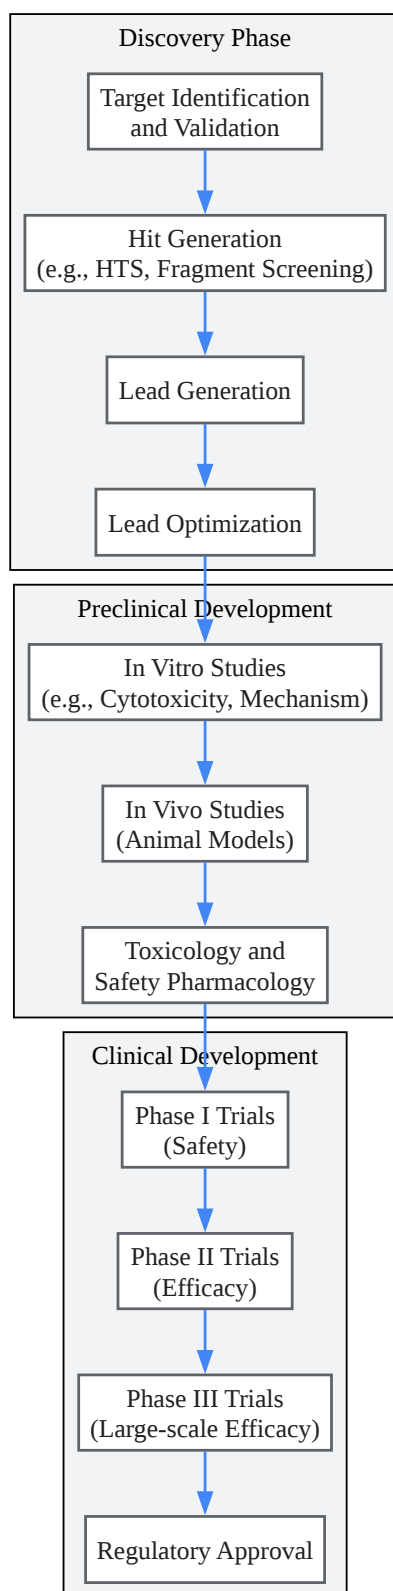 Discovery Phase
Target Identification
and Validation
Hit Generation
(e.g., HTS, Fragment Screening)
Lead Generation
Lead Optimization
Preclinical Development
In Vitro Studies
(e.g., Cytotoxicity, Mechanism)
In Vivo Studies
(Animal Models)
Toxicology and
Safety Pharmacology
Clinical Development
Phase I Trials
(Safety)
Phase II Trials
(Efficacy)
Phase III Trials
(Large-scale Efficacy)
Regulatory Approval